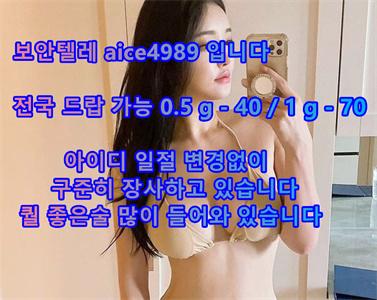 보안텔레 aice4989 입니다
전국 드랍 가능 0.5 g - 40 / 1 g - 70
아이디 일절 변경없이
구준히 장사하고 있습니다
퀄 좋은술 많이 들어와 있습니다